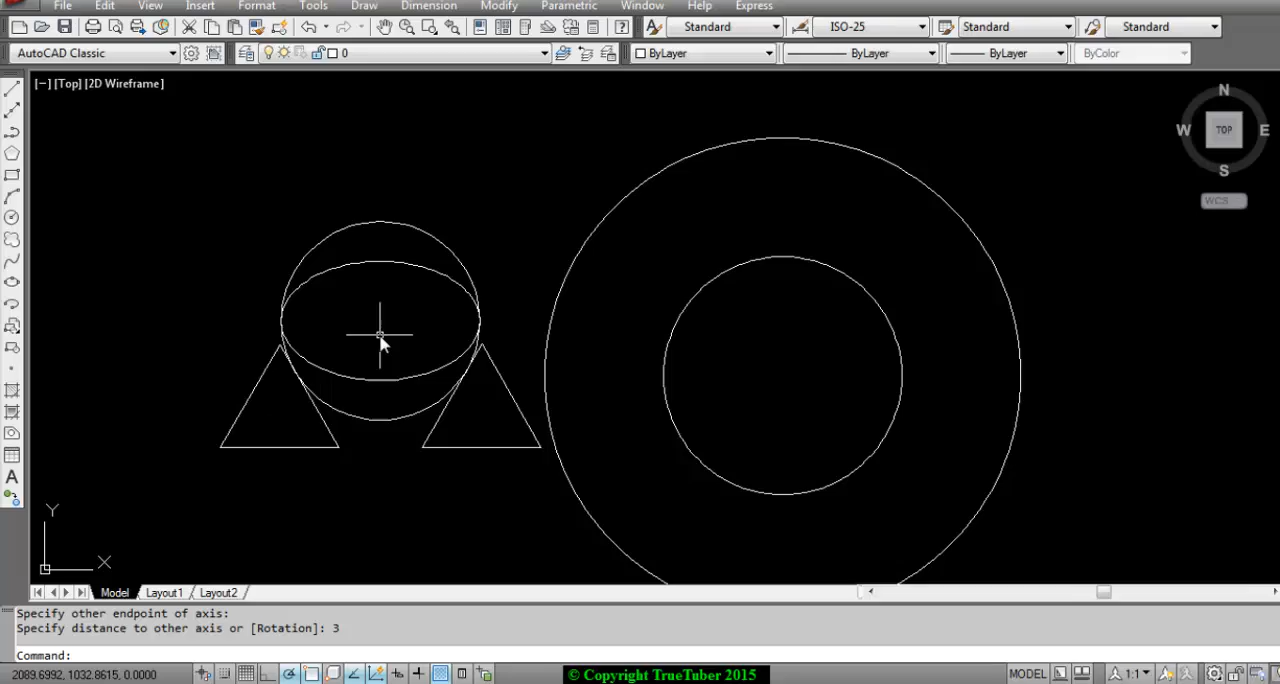 File Edit View Insert Format Tools Draw Dimension Modify Parametric Window Help Express
Standard ISO-25 Standard Standard
AutoCAD Classic 0 ByLayer ByLayer ByLayer ByColor
[−] [Top] [2D Wireframe]
N
W TOP E
S
WCS
Y
X
Model Layout1 Layout2
Specify other endpoint of axis:
Specify distance to other axis or [Rotation]: 3
Command:
2089.6992, 1032.8615, 0.0000 © Copyright TrueTuber 2015 MODEL 1:1